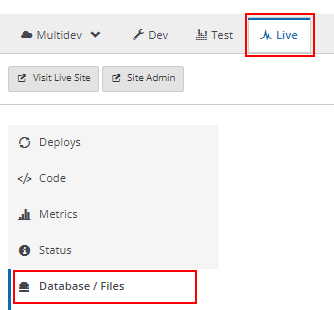 Multidev Dev Test Live
Visit Live Site Site Admin
Deploys
Code
Metrics
Status
Database / Files